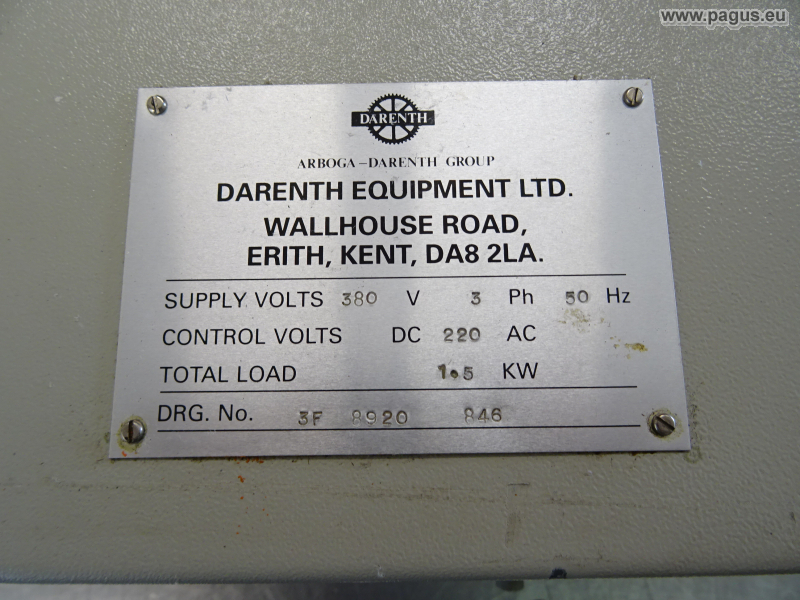 www.pagus.eu
DARENTH
ARBOGA-DARENTH GROUP
DARENTH EQUIPMENT LTD.
WALLHOUSE ROAD,
ERITH, KENT, DA8 2LA.
SUPPLY VOLTS 380 V 3 Ph 50 Hz
CONTROL VOLTS DC 220 AC
TOTAL LOAD 1.5 KW
DRG. No. 3F 8920 846